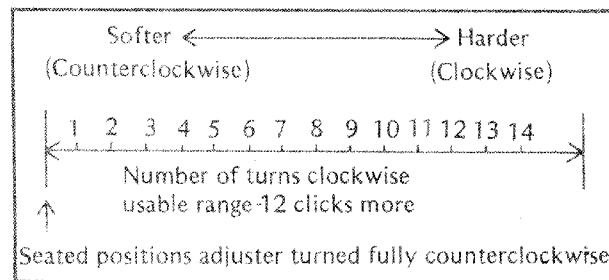 Softer ⟷ Harder
(Counterclockwise) (Clockwise)
1 2 3 4 5 6 7 8 9 10 11 12 13 14
Number of turns clockwise
usable range-12 clicks more
Seated positions adjuster turned fully counterclockwise